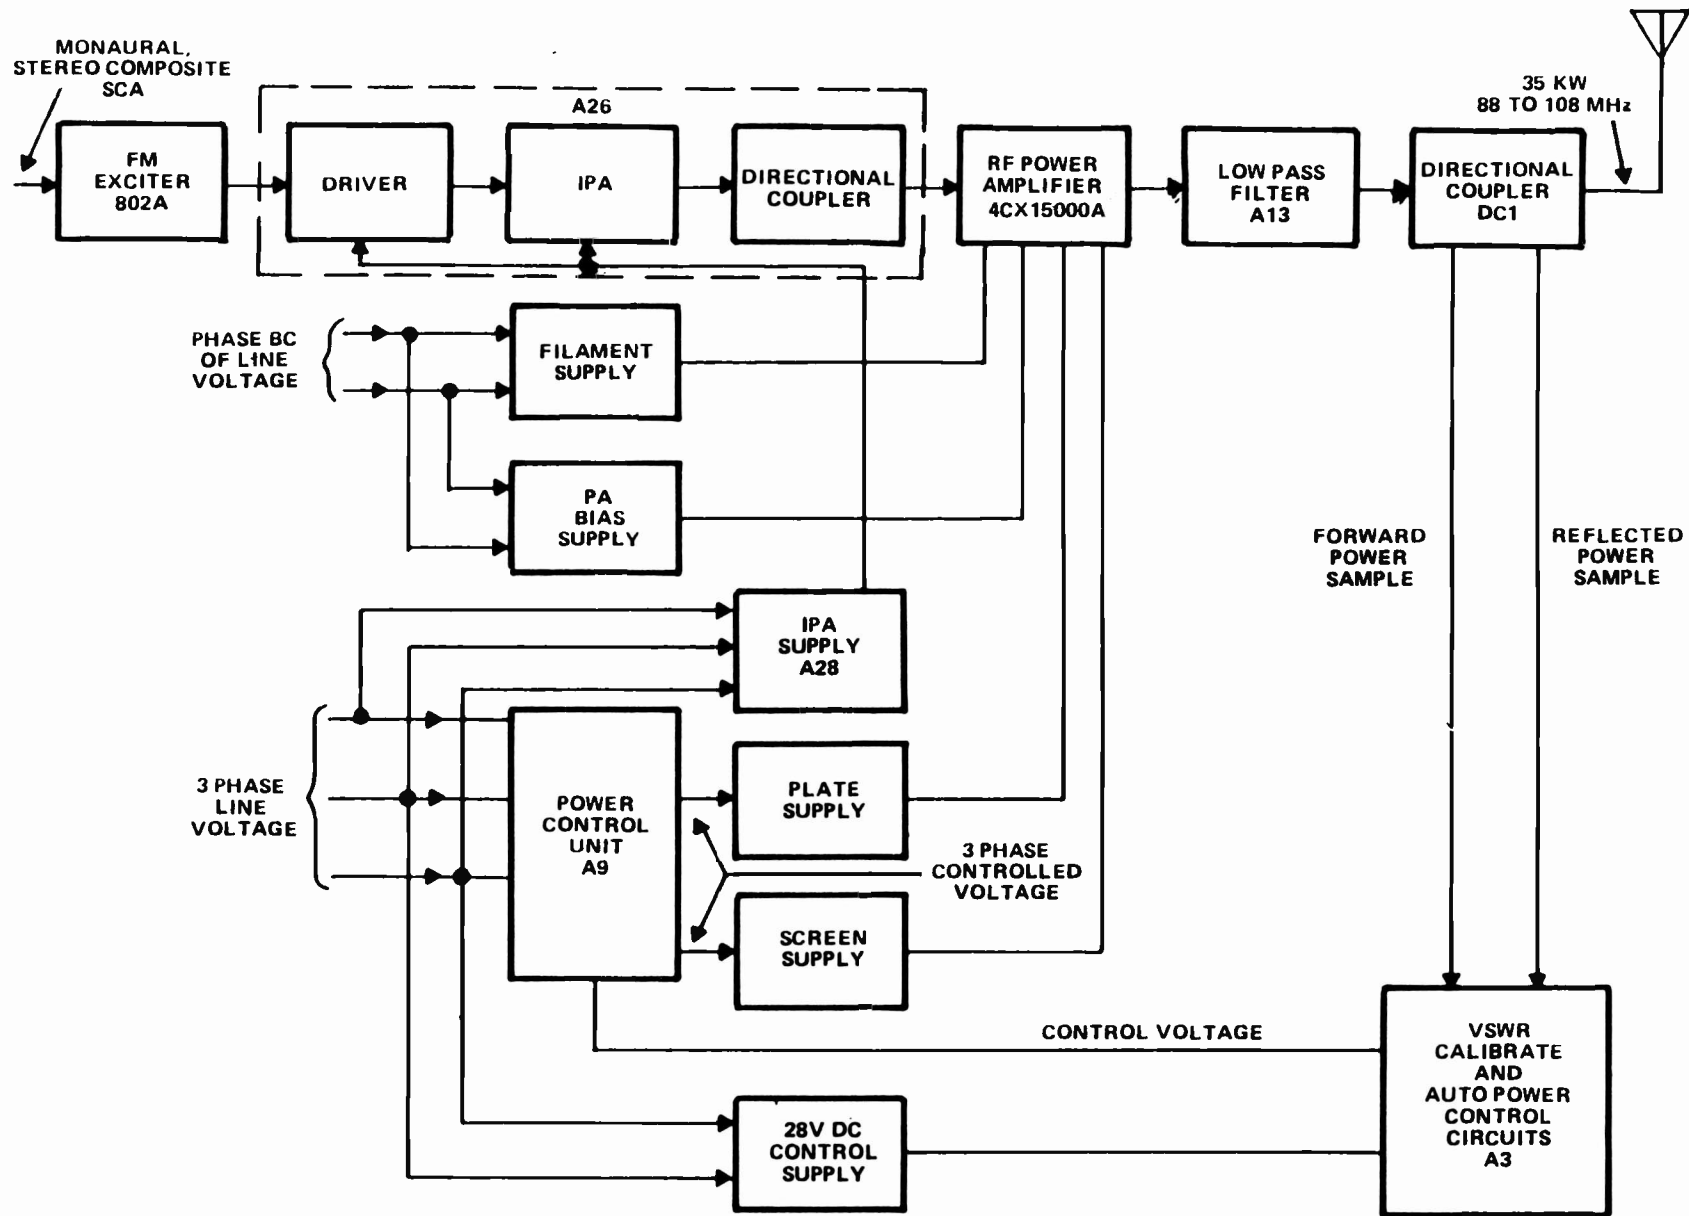 MONAURAL,
STEREO COMPOSITE
SCA
35 KW
88 TO 108 MHz
A26
FM
EXCITER
802A
DRIVER
IPA
DIRECTIONAL
COUPLER
RF POWER
AMPLIFIER
4CX15000A
LOW PASS
FILTER
A13
DIRECTIONAL
COUPLER
DC1
PHASE BC
OF LINE
VOLTAGE
FILAMENT
SUPPLY
PA
BIAS
SUPPLY
FORWARD
POWER
SAMPLE
REFLECTED
POWER
SAMPLE
IPA
SUPPLY
A28
3 PHASE
LINE
VOLTAGE
POWER
CONTROL
UNIT
A9
PLATE
SUPPLY
3 PHASE
CONTROLLED
VOLTAGE
SCREEN
SUPPLY
CONTROL VOLTAGE
VSWR
CALIBRATE
AND
AUTO POWER
CONTROL
CIRCUITS
A3
28V DC
CONTROL
SUPPLY